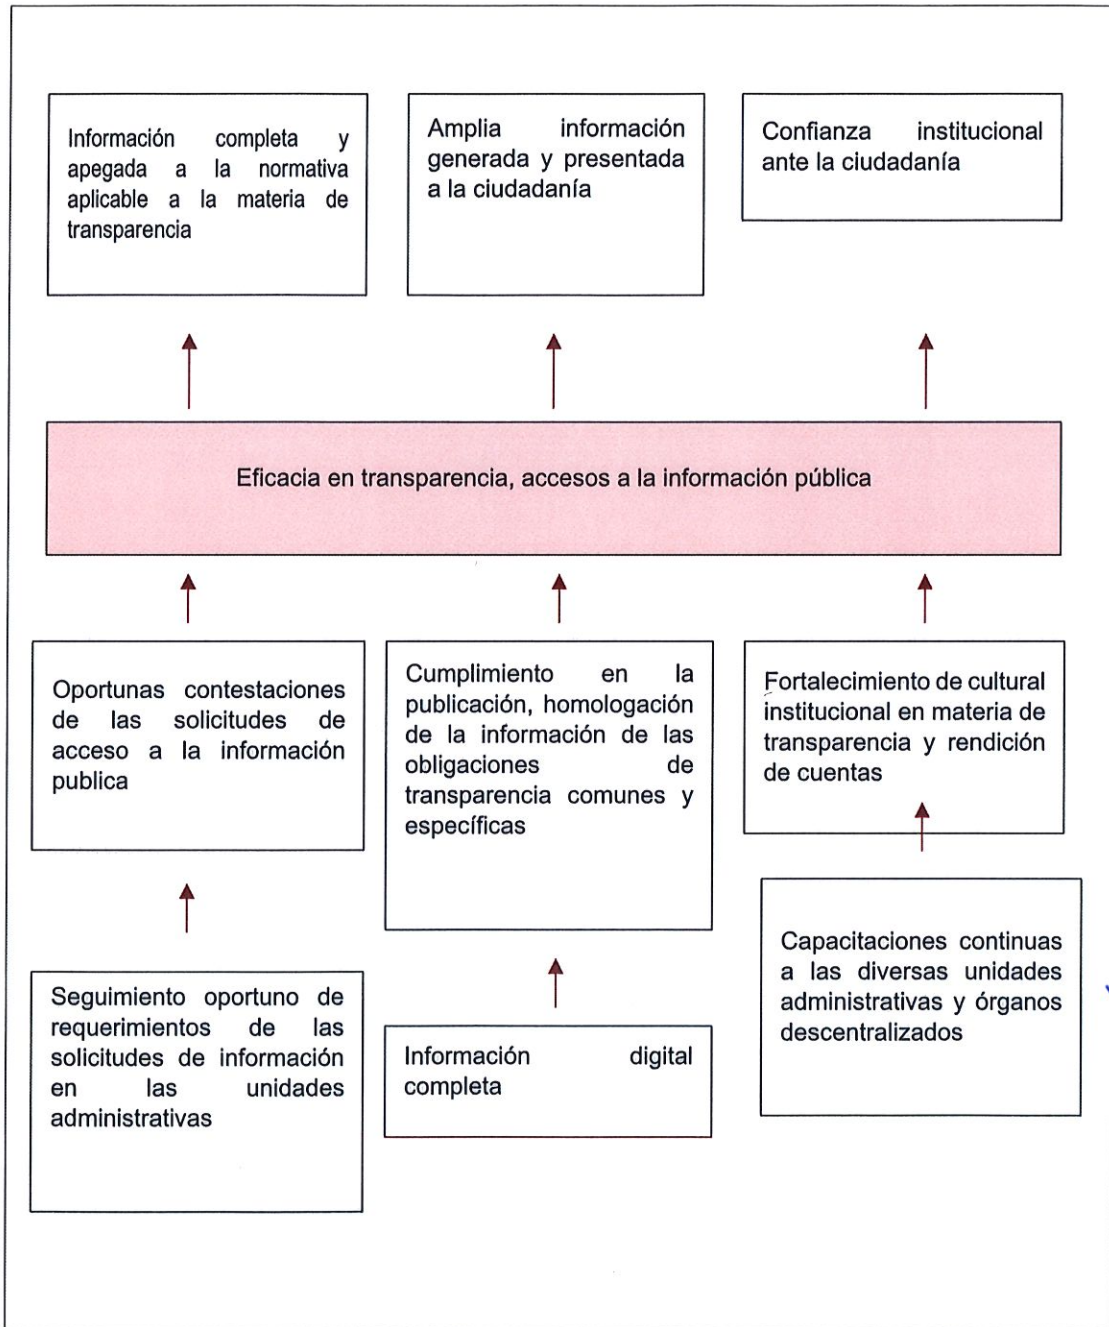 Información completa y
apegada a la normativa
aplicable a la materia de
transparencia
Amplia información
generada y presentada
a la ciudadanía
Confianza institucional
ante la ciudadanía
Eficacia en transparencia, accesos a la información pública
Oportunas contestaciones
de las solicitudes de
acceso a la información
publica
Cumplimiento en la
publicación, homologación
de la información de las
obligaciones de
transparencia comunes y
específicas
Fortalecimiento de cultural
institucional en materia de
transparencia y rendición
de cuentas
Seguimiento oportuno de
requerimientos de las
solicitudes de información
en las unidades
administrativas
Información digital
completa
Capacitaciones continuas
a las diversas unidades
administrativas y órganos
descentralizados